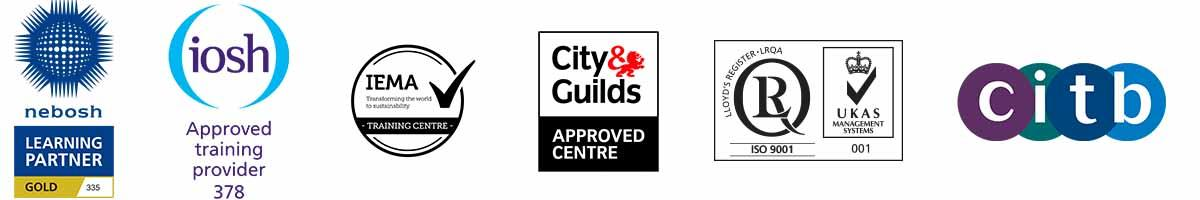 nebosh
LEARNING
PARTNER
GOLD 335
iosh
Approved
training
provider
378
IEMA
Transforming the world
to sustainability
- TRAINING CENTRE -
City&
Guilds
APPROVED
CENTRE
LLOYD'S REGISTER • LRQA
LRQ
ISO 9001
UKAS
MANAGEMENT
SYSTEMS
001
citb